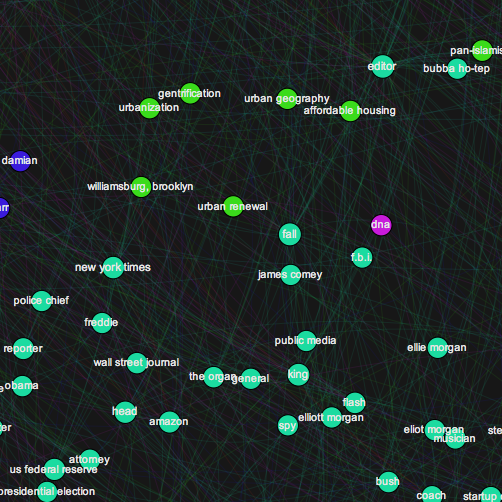 pan-islamis
editor
bubba ho-tep
gentrification
urban geography
urbanization
affordable housing
damian
williamsburg, brooklyn
urban renewal
dna
fall
f.b.i.
new york times
james comey
police chief
freddie
public media
reporter
ellie morgan
wall street journal
the organ
general
king
obama
flash
head
elliott morgan
amazon
spy
eliot morgan
ste
er
musician
attorney
us federal reserve
bush
presidential election
coach
startup